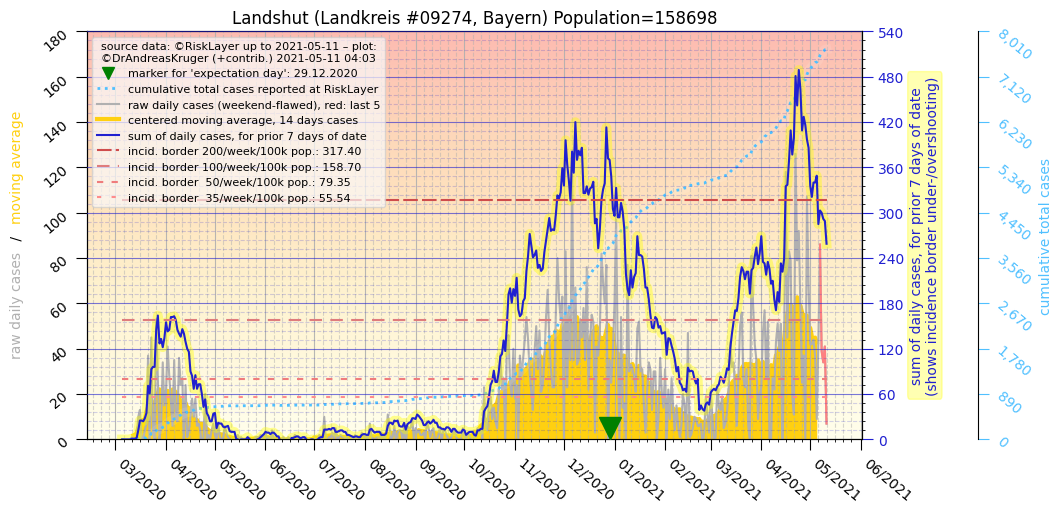 Landshut (Landkreis #09274, Bayern) Population=158698
source data: ©RiskLayer up to 2021-05-11 – plot:
©DrAndreasKruger (+contrib.) 2021-05-11 04:03
marker for 'expectation day': 29.12.2020
cumulative total cases reported at RiskLayer
raw daily cases (weekend-flawed), red: last 5
centered moving average, 14 days cases
sum of daily cases, for prior 7 days of date
incid. border 200/week/100k pop.: 317.40
incid. border 100/week/100k pop.: 158.70
incid. border  50/week/100k pop.: 79.35
incid. border  35/week/100k pop.: 55.54
raw daily cases  /  moving average
180
160
140
120
100
80
60
40
20
0
540
480
420
360
300
240
180
120
60
0
sum of daily cases, for prior 7 days of date
(shows incidence border under-/overshooting)
8,010
7,120
6,230
5,340
4,450
3,560
2,670
1,780
890
0
cumulative total cases
03/2020
04/2020
05/2020
06/2020
07/2020
08/2020
09/2020
10/2020
11/2020
12/2020
01/2021
02/2021
03/2021
04/2021
05/2021
06/2021